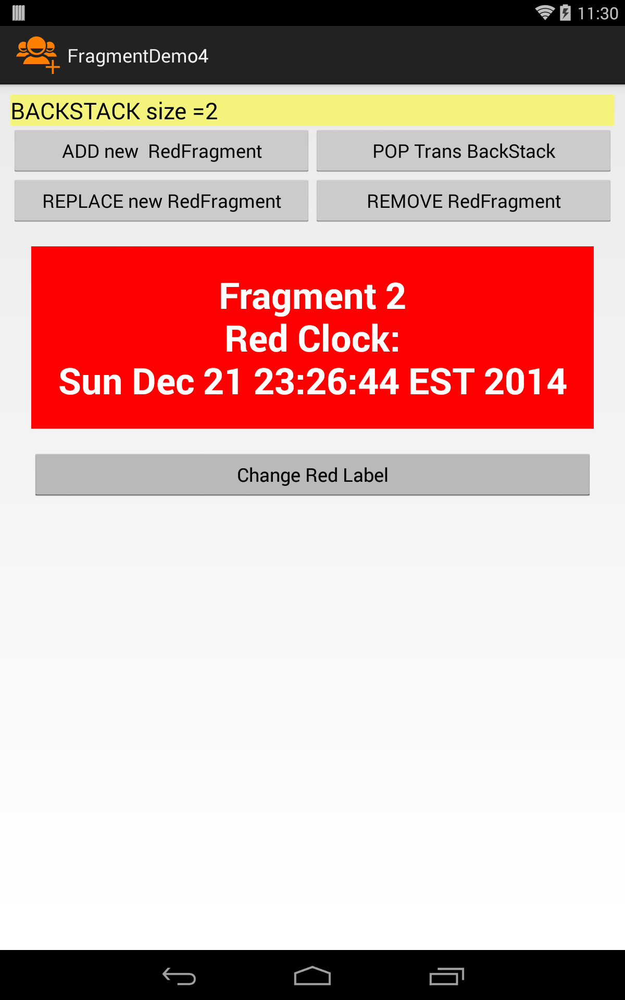 11:30
FragmentDemo4
BACKSTACK size =2
ADD new  RedFragment
POP Trans BackStack
REPLACE new RedFragment
REMOVE RedFragment
Fragment 2
Red Clock:
Sun Dec 21 23:26:44 EST 2014
Change Red Label